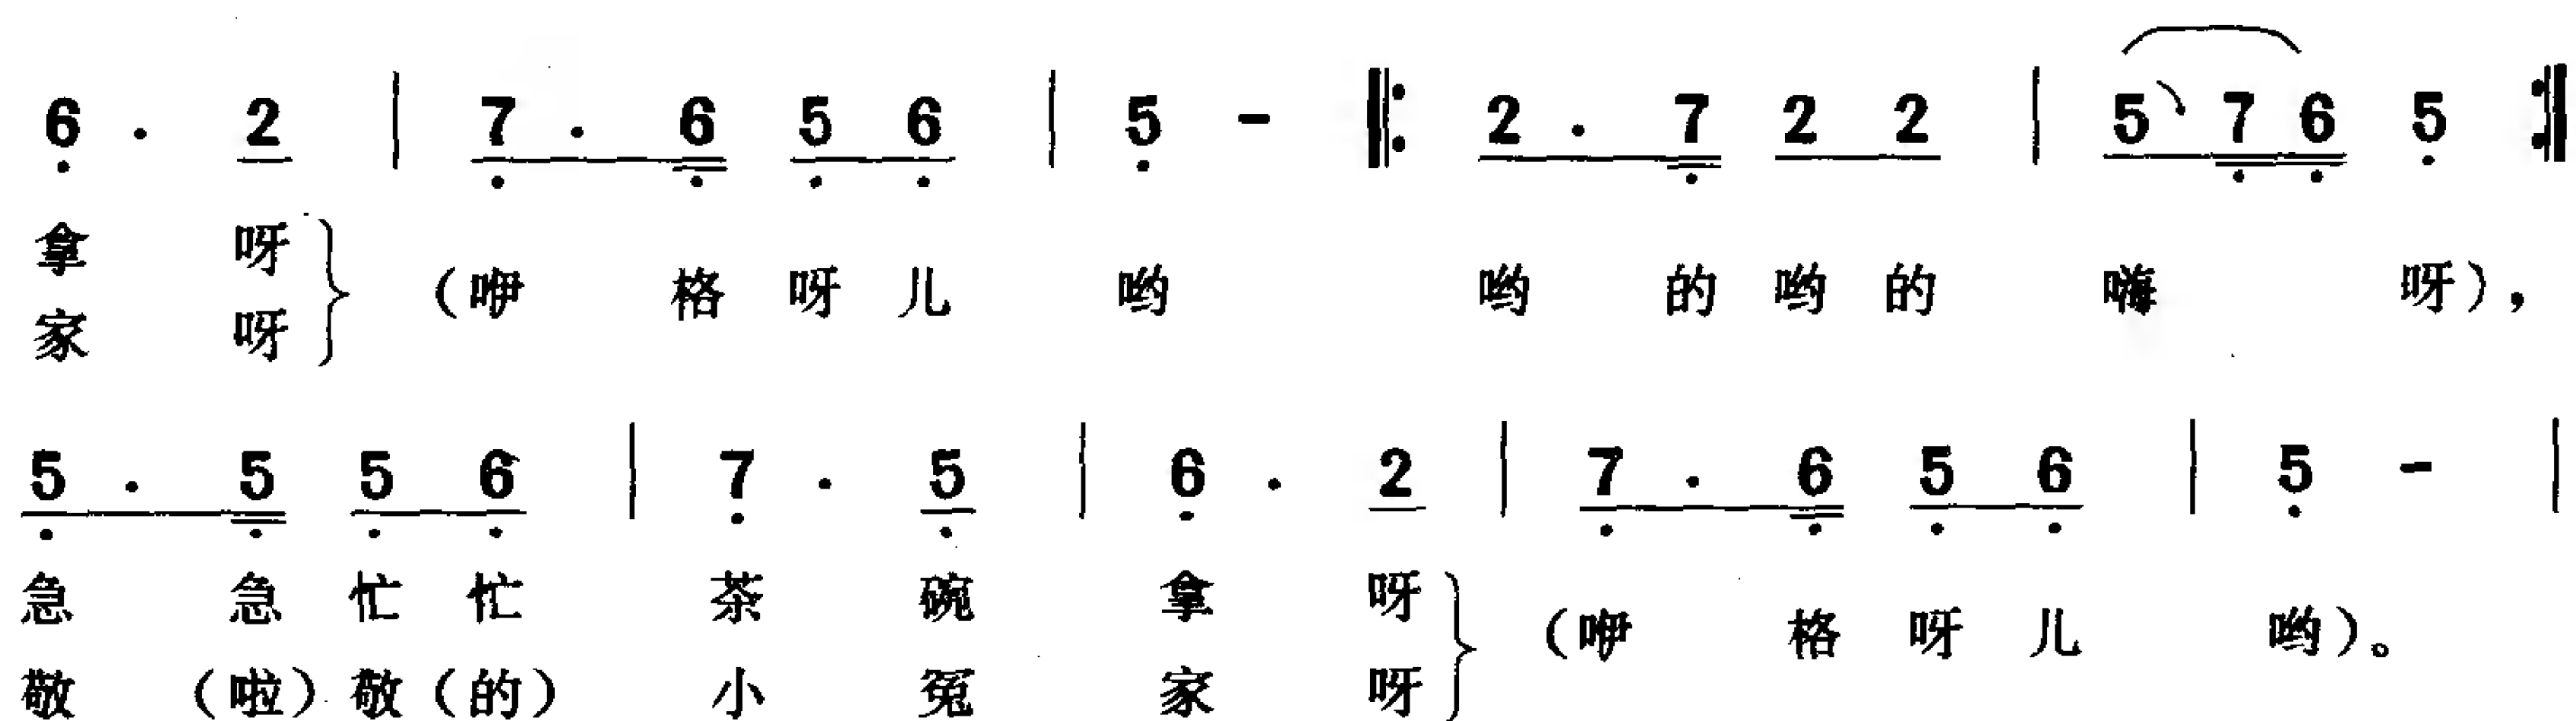 6̣ . 2 | 7̣ . 6̣ 5̣ 6̣ | 5̣ - ‖: 2 . 7̣ 2 2 | 5 7̣ 6̣ 5̣ :‖
拿 呀
家 呀
（咿 格 呀 儿 哟 哟 的 哟 的 嗨 呀），
5̣ . 5̣ 5̣ 6̣ | 7̣ . 5̣ | 6̣ . 2 | 7̣ . 6̣ 5̣ 6̣ | 5̣ - |
急 急 忙 忙 茶 碗 拿 呀
敬 （啦）敬（的） 小 冤 家 呀
（咿 格 呀 儿 哟）。